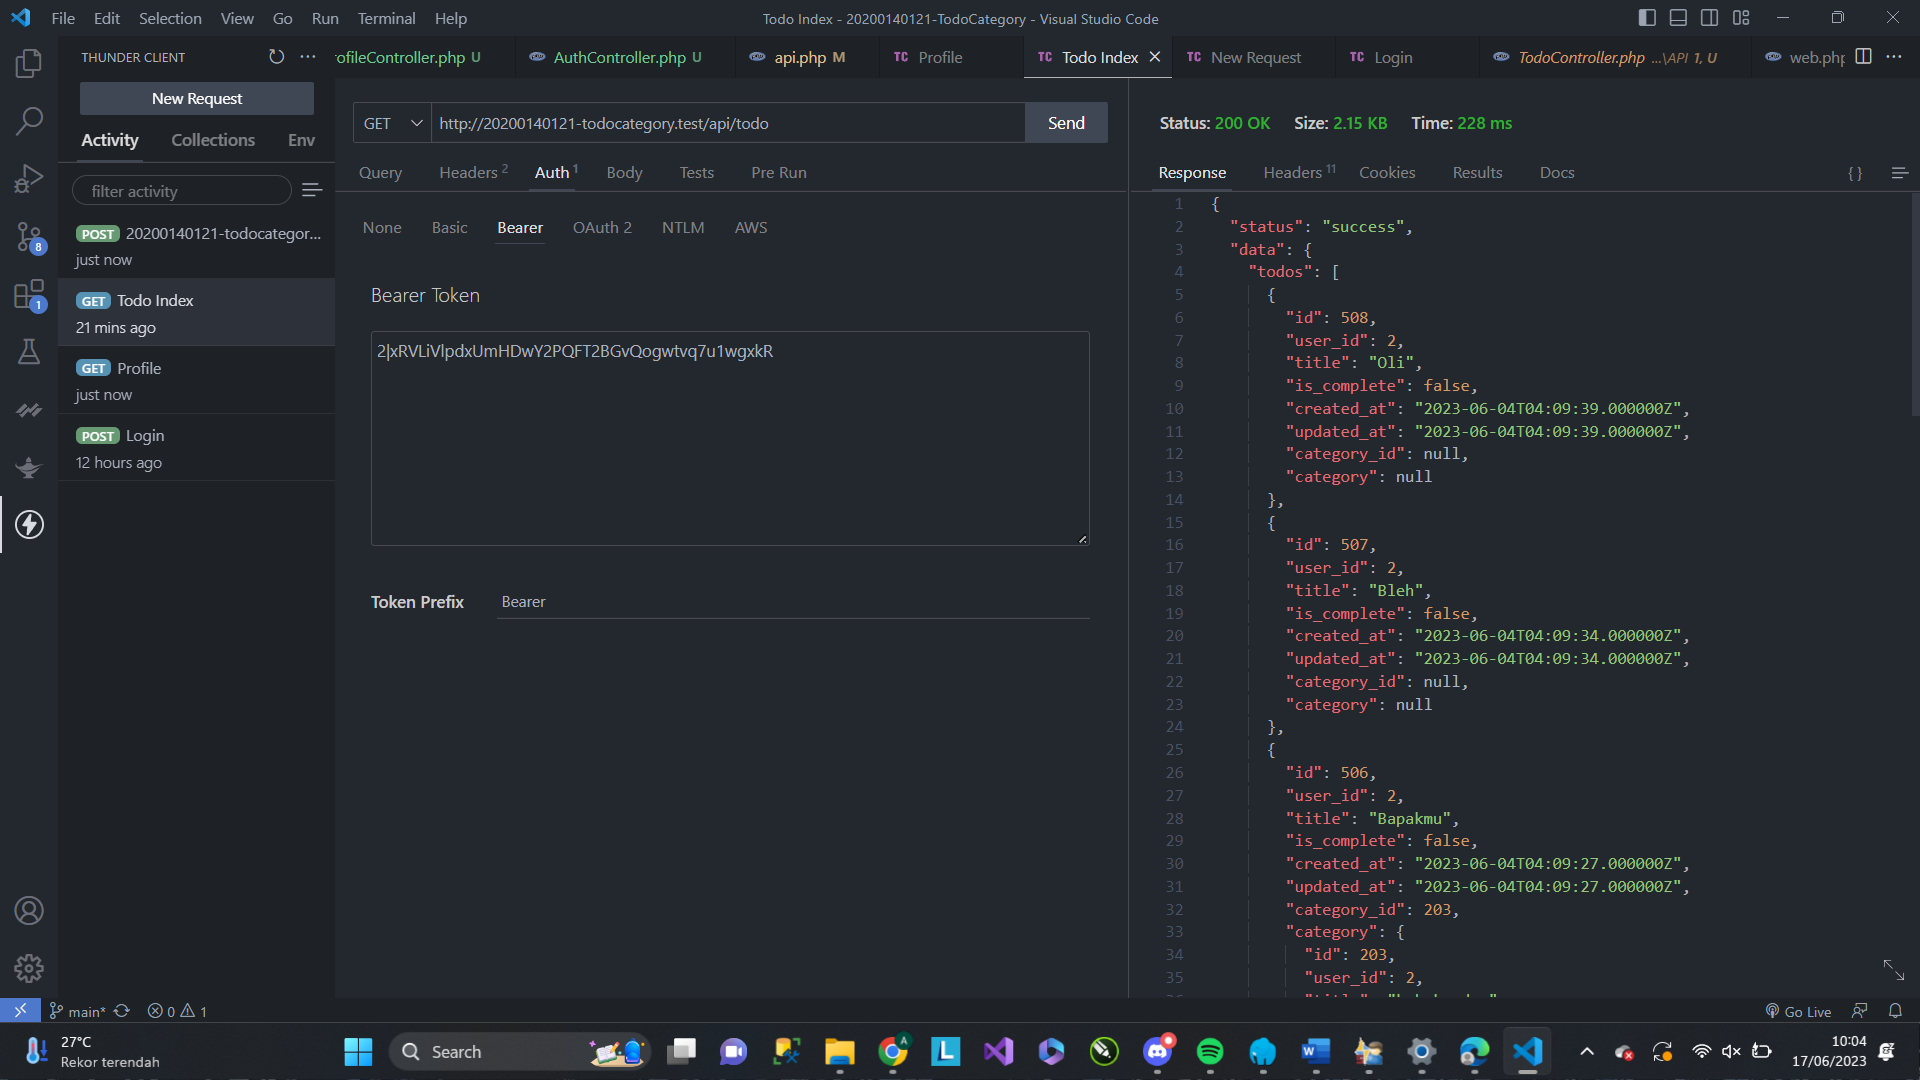 File Edit Selection View Go Run Terminal Help
Todo Index - 20200140121-TodoCategory - Visual Studio Code
THUNDER CLIENT
New Request
Activity Collections Env
filter activity
POST 20200140121-todocategor...
just now
GET Todo Index
21 mins ago
GET Profile
just now
POST Login
12 hours ago
8
1
rofileController.php U
AuthController.php U
api.php M
TC Profile
TC Todo Index
TC New Request
TC Login
TodoController.php ...\API 1, U
web.php
GET http://20200140121-todocategory.test/api/todo Send
Query Headers 2 Auth 1 Body Tests Pre Run
None Basic Bearer OAuth 2 NTLM AWS
Bearer Token
2|xRVLiVlpdxUmHDwY2PQFT2BGvQogwtvq7u1wgxkR
Token Prefix Bearer
Status: 200 OK Size: 2.15 KB Time: 228 ms
Response Headers 11 Cookies Results Docs { }
1 {
2 "status": "success",
3 "data": {
4 "todos": [
5 {
6 "id": 508,
7 "user_id": 2,
8 "title": "Oli",
9 "is_complete": false,
10 "created_at": "2023-06-04T04:09:39.000000Z",
11 "updated_at": "2023-06-04T04:09:39.000000Z",
12 "category_id": null,
13 "category": null
14 },
15 {
16 "id": 507,
17 "user_id": 2,
18 "title": "Bleh",
19 "is_complete": false,
20 "created_at": "2023-06-04T04:09:34.000000Z",
21 "updated_at": "2023-06-04T04:09:34.000000Z",
22 "category_id": null,
23 "category": null
24 },
25 {
26 "id": 506,
27 "user_id": 2,
28 "title": "Bapakmu",
29 "is_complete": false,
30 "created_at": "2023-06-04T04:09:27.000000Z",
31 "updated_at": "2023-06-04T04:09:27.000000Z",
32 "category_id": 203,
33 "category": {
34 "id": 203,
35 "user_id": 2,
main* 0 1
Go Live
27°C
Rekor terendah
Search
10:04
17/06/2023